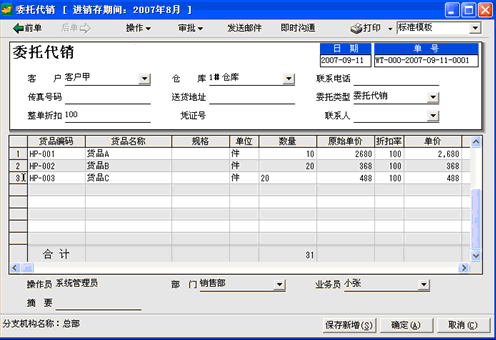 委托代销 [ 进销存期间：2007年8月 ]
前单 后单 操作 审批 发送邮件 即时沟通 打印 标准模板
委托代销
日 期 单 号
2007-09-11 WT-000-2007-09-11-0001
客 户 客户甲 仓 库 1#仓库 联系电话
传真号码 送货地址 委托类型 委托代销
整单折扣 100 凭证号 联系人
货品编码 货品名称 规格 单位 数量 原始单价 折扣率 单价
1 HP-001 货品A 件 10 2680 100 2,680
2 HP-002 货品B 件 20 368 100 368
3 HP-003 货品C 件 20 488 100 488
合 计 31
操作员 系统管理员 部 门 销售部 业务员 小张
摘 要
分支机构名称：总部 保存新增(S) 确定(A) 取消(C)